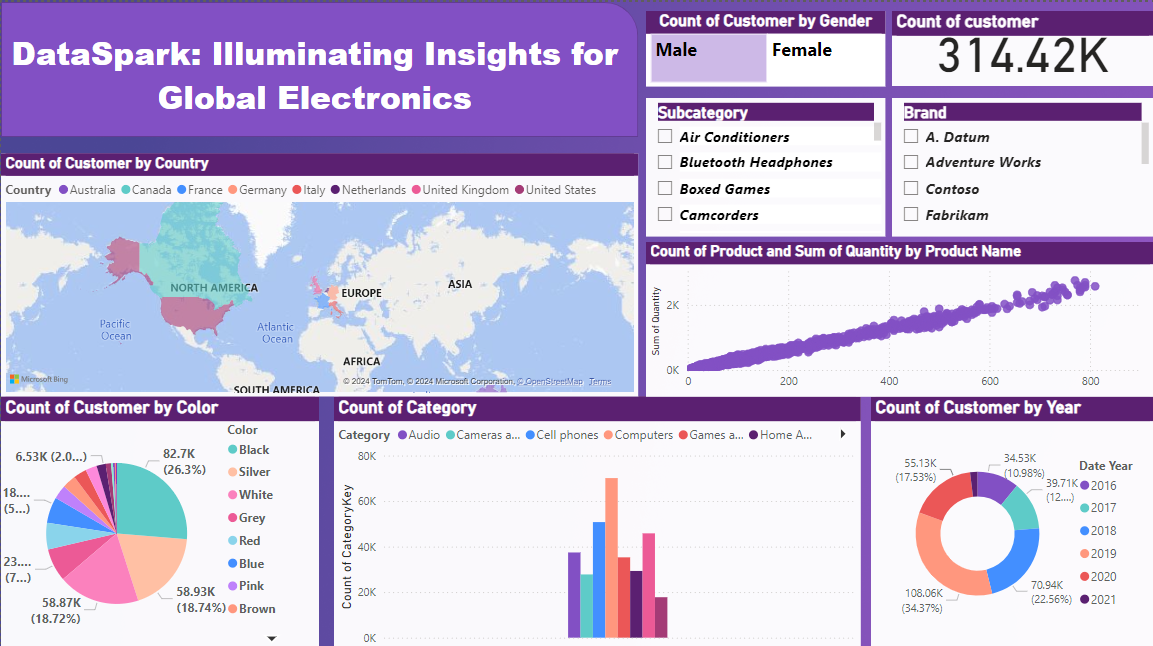 DataSpark: Illuminating Insights for
Global Electronics
Count of Customer by Gender
Male
Female
Count of customer
314.42K
Subcategory
Air Conditioners
Bluetooth Headphones
Boxed Games
Camcorders
Brand
A. Datum
Adventure Works
Contoso
Fabrikam
Count of Customer by Country
Country Australia Canada France Germany Italy Netherlands United Kingdom United States
NORTH AMERICA
EUROPE
ASIA
Pacific
Ocean
Atlantic
Ocean
AFRICA
SOUTH AMERICA
Microsoft Bing
© 2024 TomTom, © 2024 Microsoft Corporation, © OpenStreetMap Terms
Count of Product and Sum of Quantity by Product Name
Sum of Quantity
2K
0K
0 200 400 600 800
Count of Customer by Color
6.53K (2.0...)
18....
(5...)
23....
(7...)
58.87K
(18.72%)
82.7K
(26.3%)
58.93K
(18.74%)
Color
Black
Silver
White
Grey
Red
Blue
Pink
Brown
Count of Category
Category Audio Cameras a... Cell phones Computers Games a... Home A...
Count of CategoryKey
80K
60K
40K
20K
0K
Count of Customer by Year
55.13K
(17.53%)
34.53K
(10.98%)
39.71K
(12....)
108.06K
(34.37%)
70.94K
(22.56%)
Date Year
2016
2017
2018
2019
2020
2021